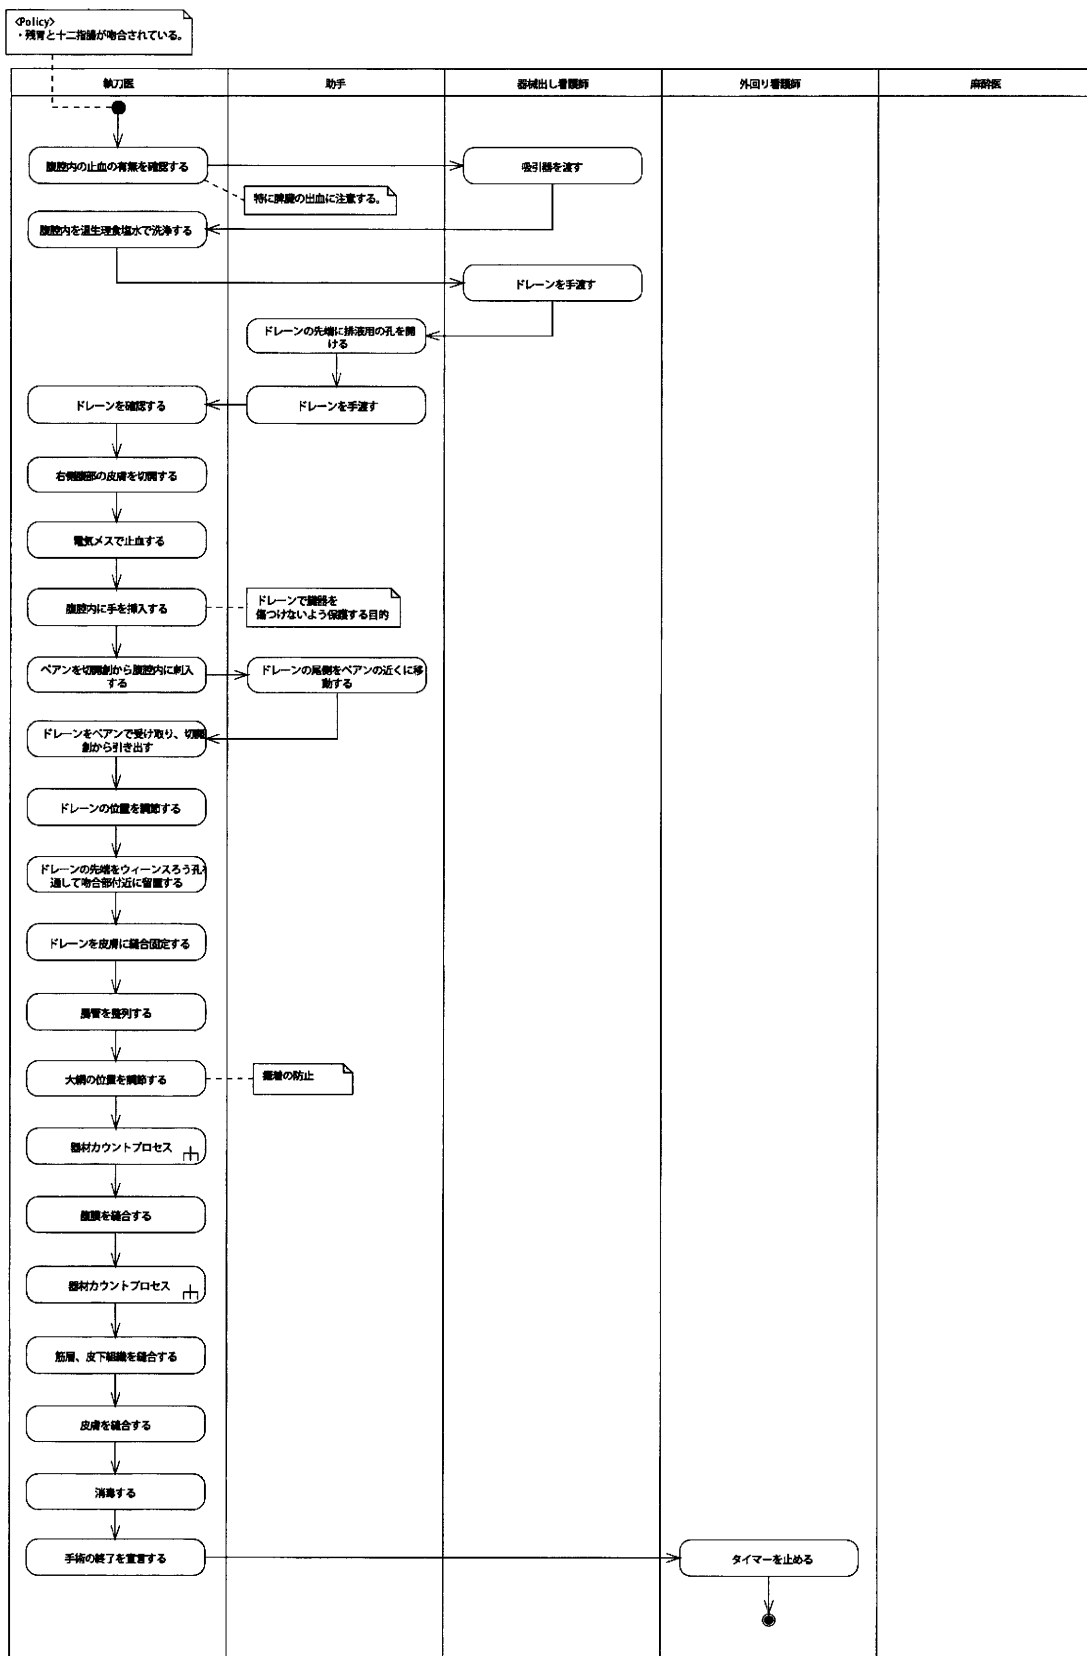 <Policy>
・残胃と十二指腸が吻合されている。
執刀医
助手
器械出し看護師
外回り看護師
麻酔医
腹腔内の止血の有無を確認する
吸引器を渡す
特に脾臓の出血に注意する。
腹腔内を温生理食塩水で洗浄する
ドレーンを手渡す
ドレーンの先端に排液用の孔を開
ける
ドレーンを確認する
ドレーンを手渡す
右側腹部の皮膚を切開する
電気メスで止血する
腹腔内に手を挿入する
ドレーンで臓器を
傷つけないよう保護する目的
ペアンを切開創から腹腔内に刺入
する
ドレーンの尾側をペアンの近くに移
動する
ドレーンをペアンで受け取り、切開
創から引き出す
ドレーンの位置を調節する
ドレーンの先端をウィーンスろう孔を
通して吻合部付近に留置する
ドレーンを皮膚に縫合固定する
腸管を整列する
大網の位置を調節する
癒着の防止
器材カウントプロセス
腹膜を縫合する
器材カウントプロセス
筋層、皮下組織を縫合する
皮膚を縫合する
消毒する
手術の終了を宣言する
タイマーを止める